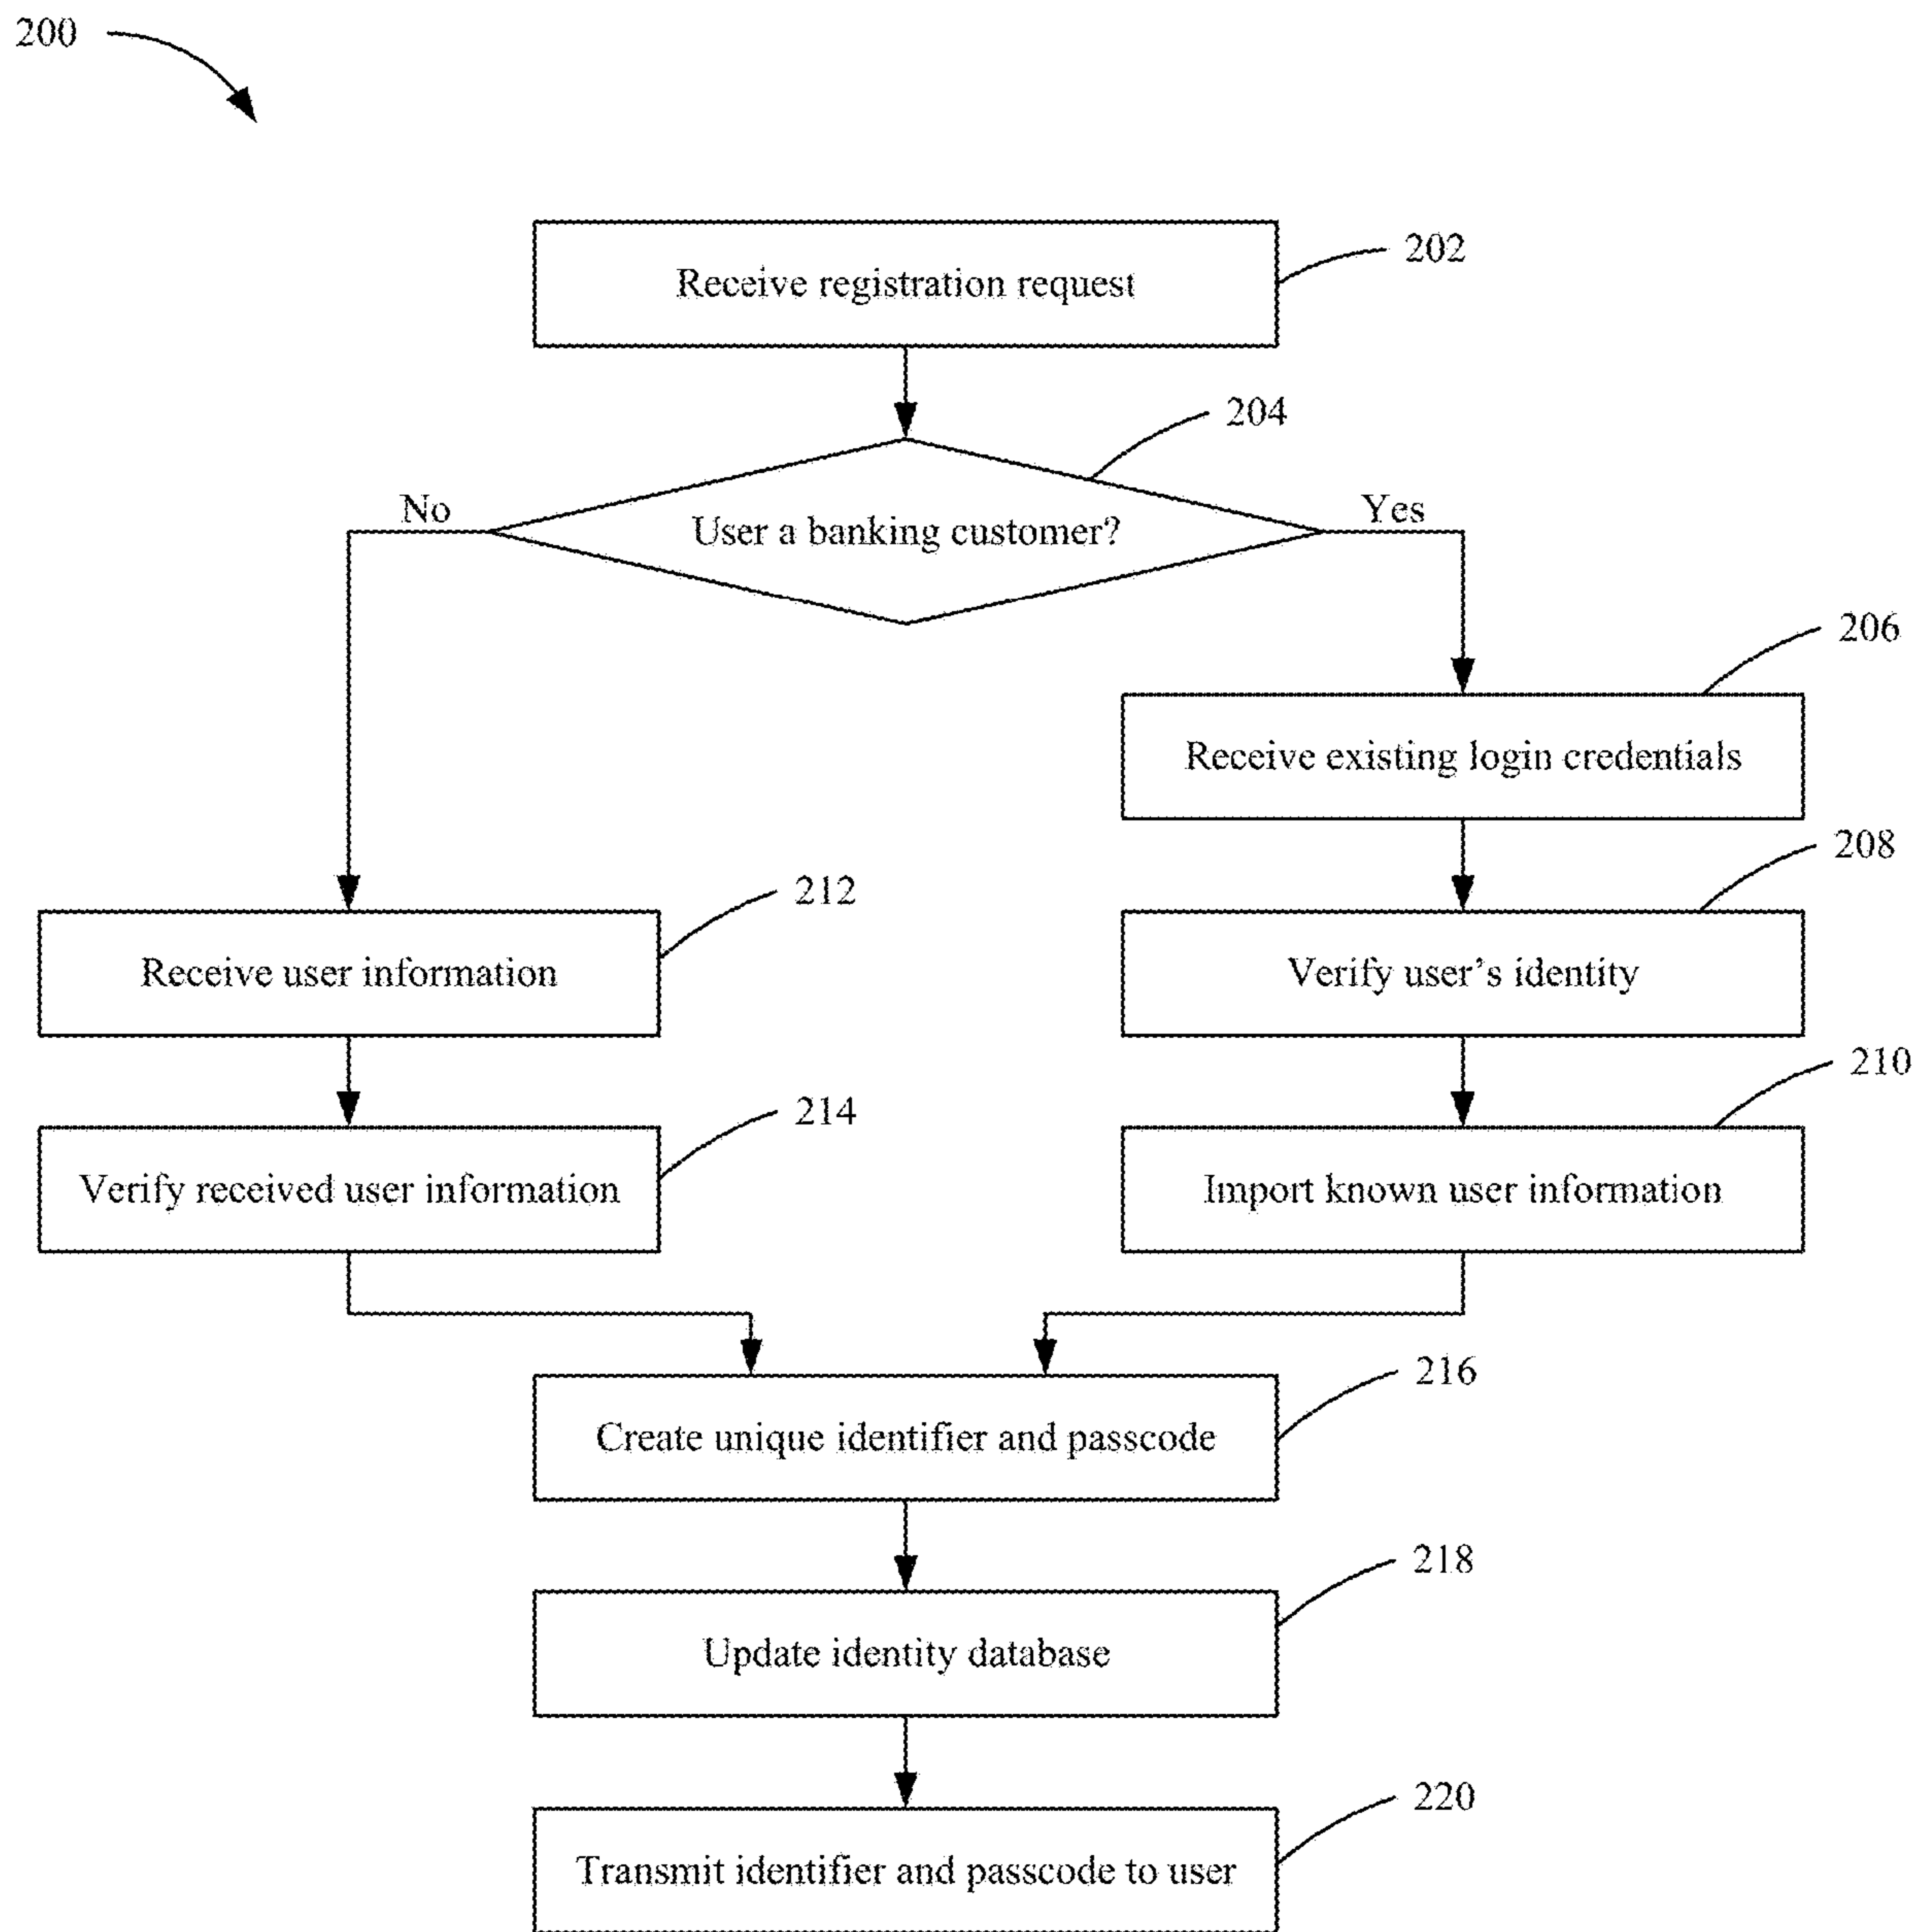 200
Receive registration request
202
204
No
User a banking customer?
Yes
206
Receive existing login credentials
208
212
Receive user information
Verify user’s identity
210
214
Verify received user information
Import known user information
216
Create unique identifier and passcode
218
Update identity database
220
Transmit identifier and passcode to user